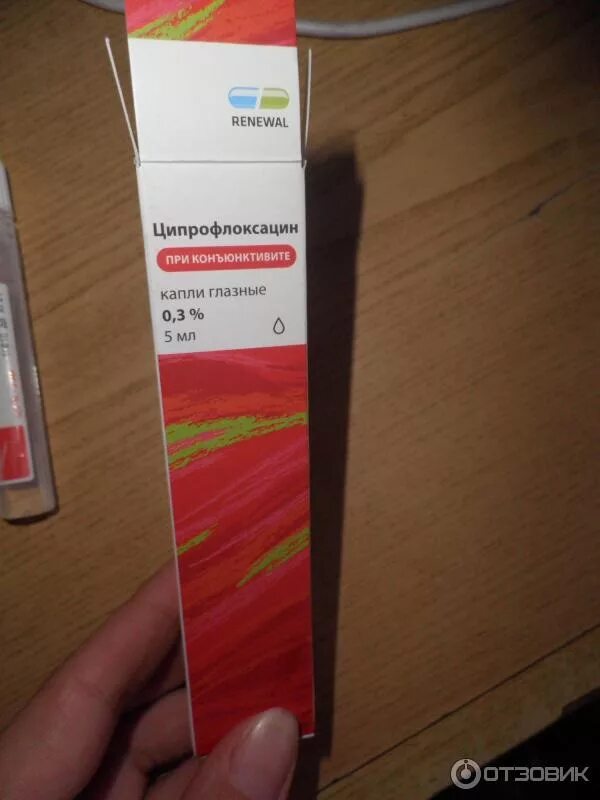 RENEWAL
Ципрофлоксацин
ПРИ КОНЪЮНКТИВИТЕ
капли глазные
0,3 %
5 мл
ОТЗОВИК